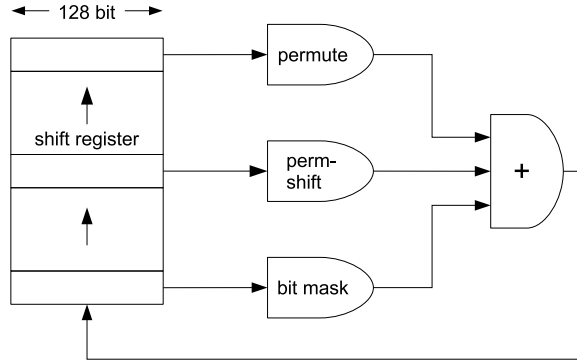 128 bit
permute
shift register
perm-
shift
+
bit mask